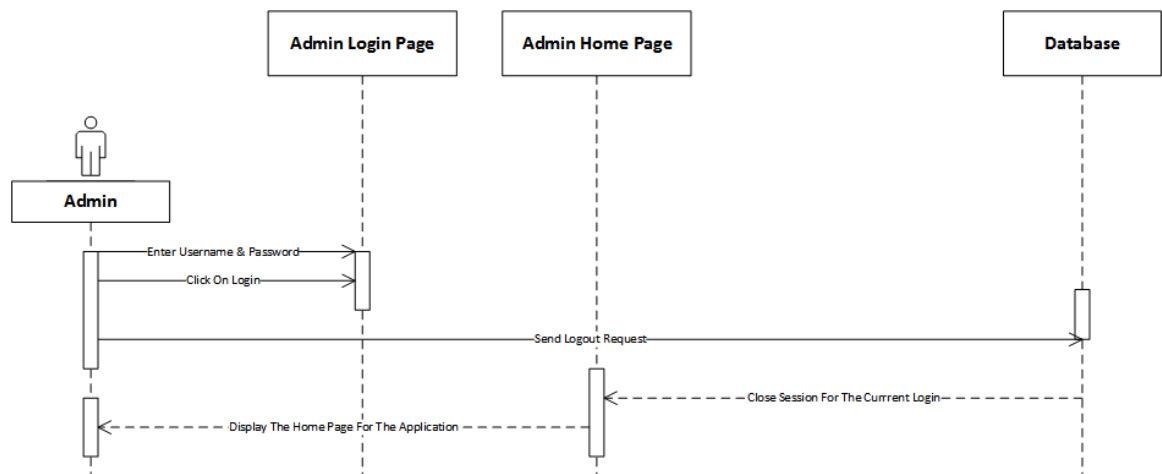 Admin Login Page
Admin Home Page
Database
Admin
Enter Username & Password
Click On Login
Send Logout Request
Close Session For The Currrent Login
Display The Home Page For The Application